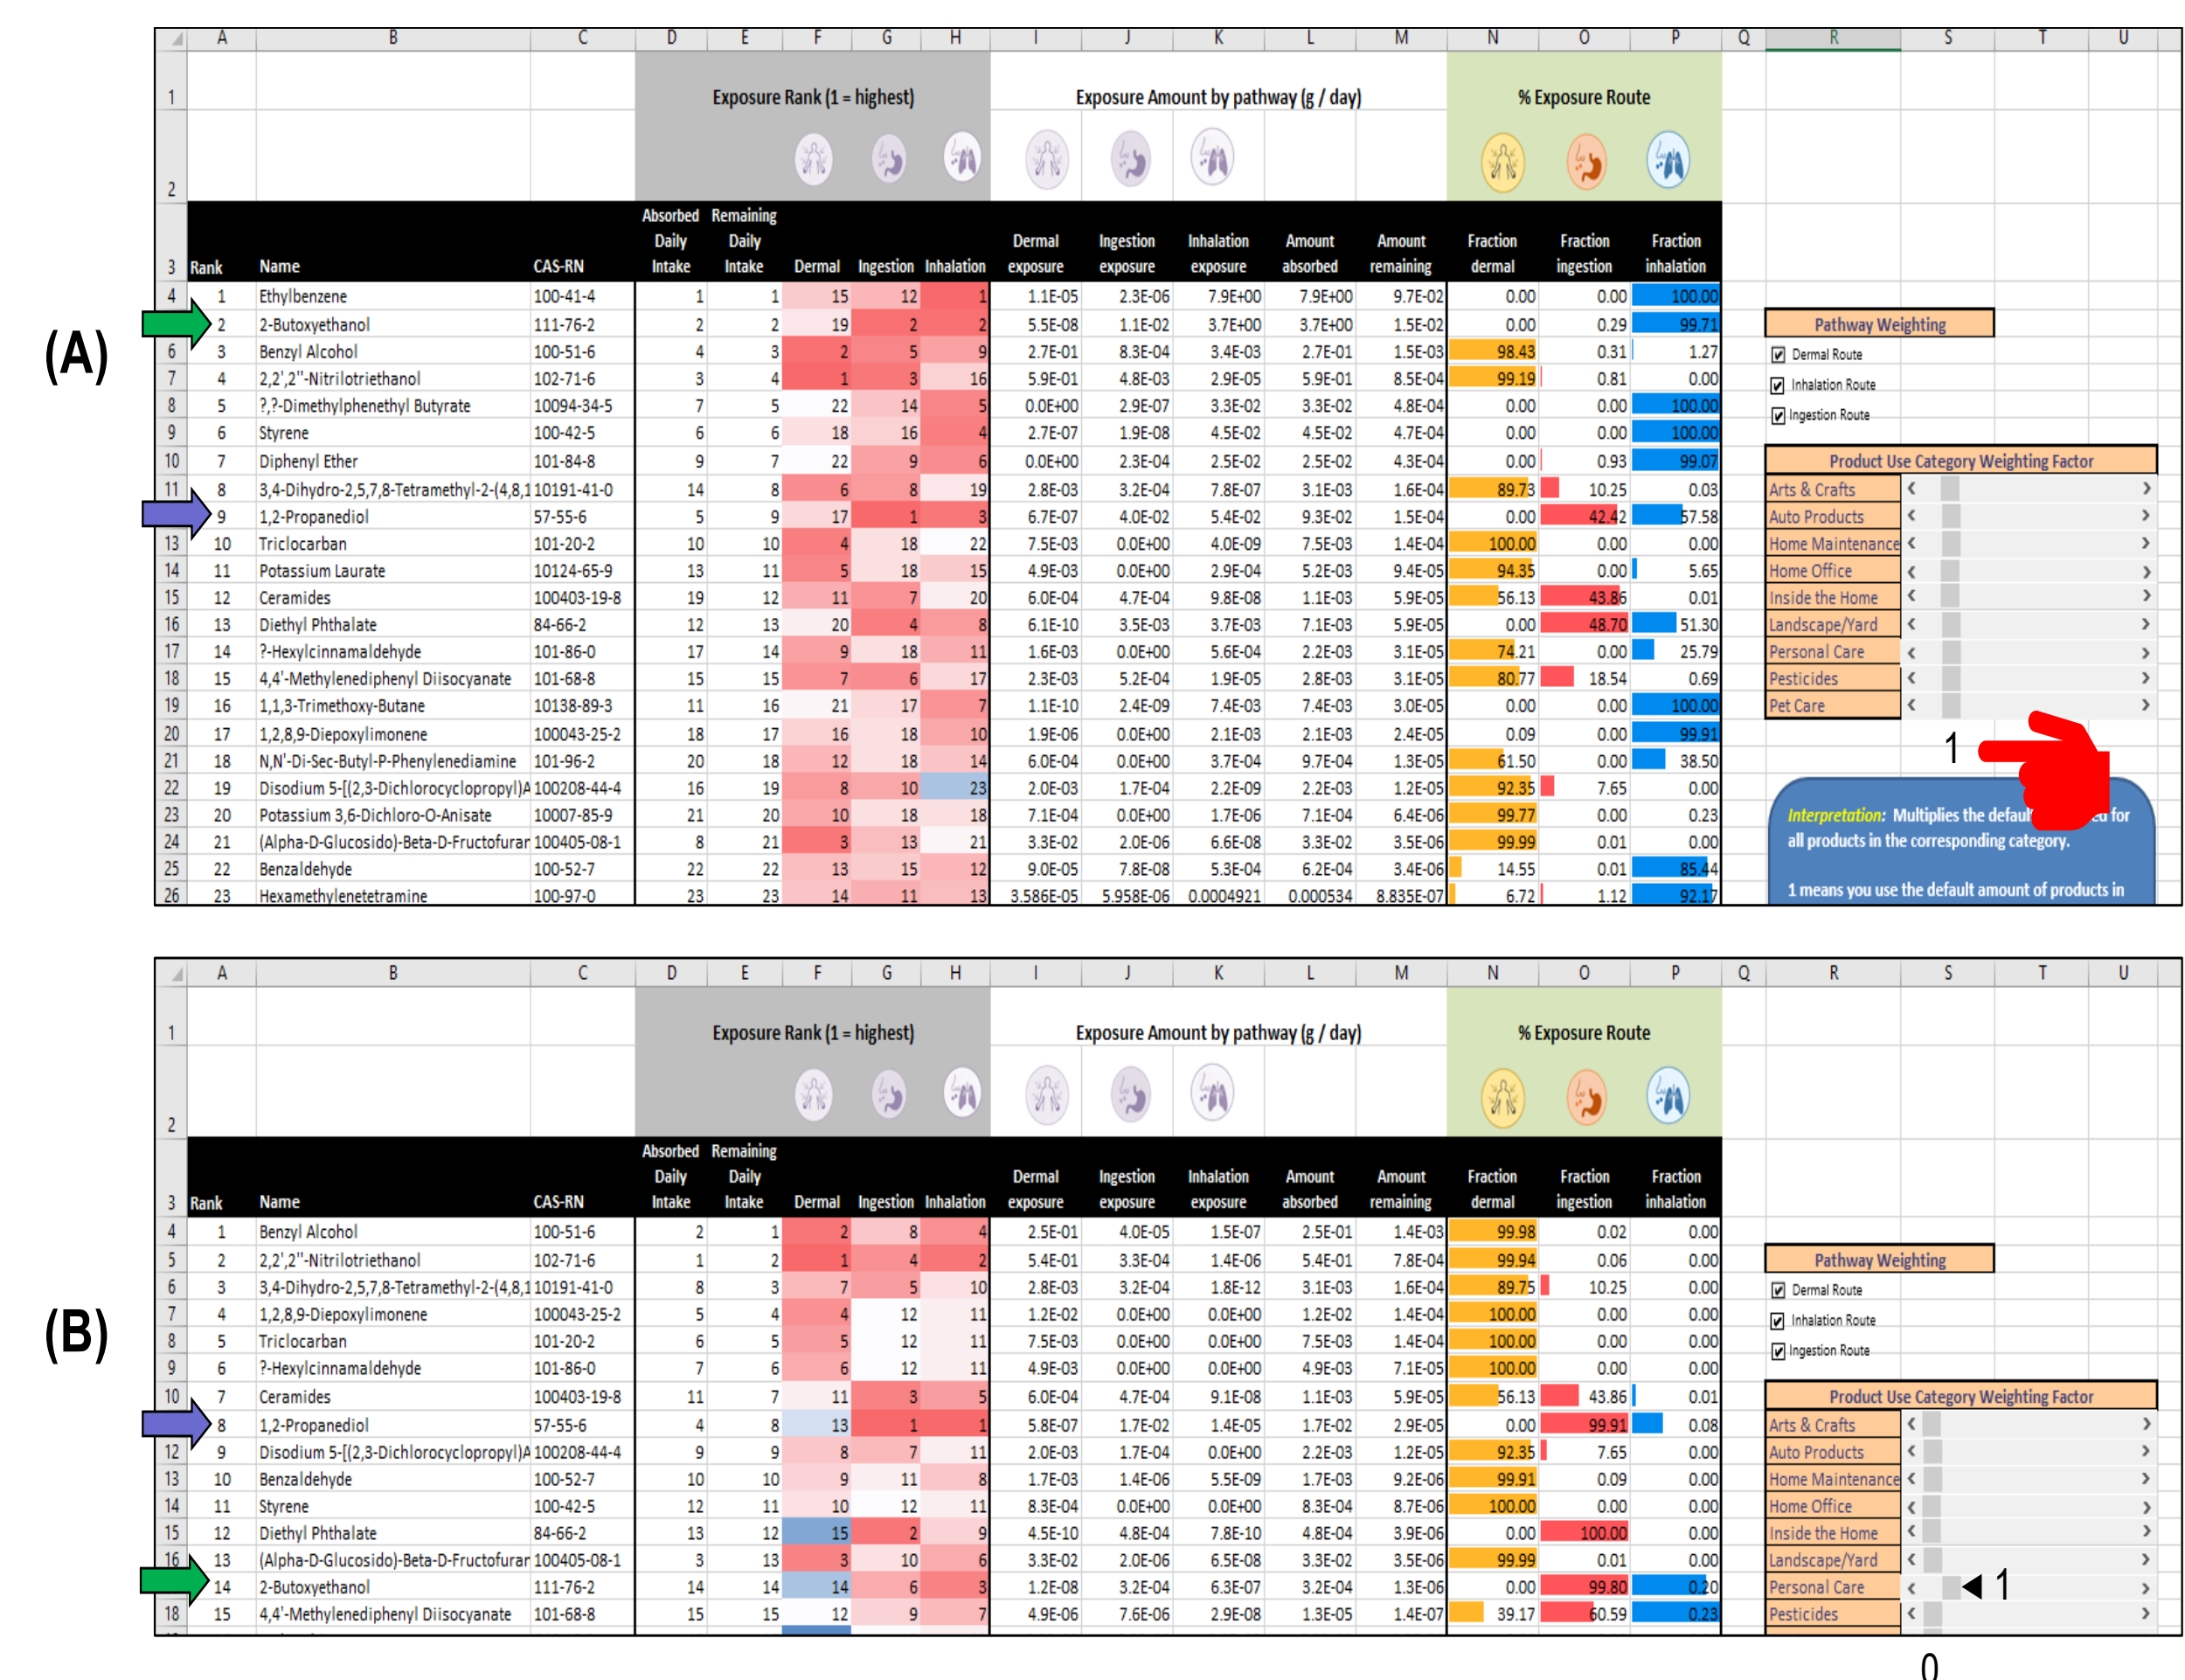 (A)
A B C D E F G H I J K L M N O P Q R S T U
1 Exposure Rank (1 = highest) Exposure Amount by pathway (g / day) % Exposure Route
2
Absorbed Remaining
Daily Daily Dermal Ingestion Inhalation Amount Amount Fraction Fraction Fraction
3 Rank Name CAS-RN Intake Intake Dermal Ingestion Inhalation exposure exposure exposure absorbed remaining dermal ingestion inhalation
4 1 Ethylbenzene 100-41-4 1 1 15 12 1 1.1E-05 2.3E-06 7.9E+00 7.9E+00 9.7E-02 0.00 0.00 100.00
2 2-Butoxyethanol 111-76-2 2 2 19 2 2 5.5E-08 1.1E-02 3.7E+00 3.7E+00 1.5E-02 0.00 0.29 99.71 Pathway Weighting
6 3 Benzyl Alcohol 100-51-6 4 3 2 5 9 2.7E-01 8.3E-04 3.4E-03 2.7E-01 1.5E-03 98.43 0.31 1.27 Dermal Route
7 4 2,2',2''-Nitrilotriethanol 102-71-6 3 4 1 3 16 5.9E-01 4.8E-03 2.9E-05 5.9E-01 8.5E-04 99.19 0.81 0.00 Inhalation Route
8 5 ?,?-Dimethylphenethyl Butyrate 10094-34-5 7 5 22 14 5 0.0E+00 2.9E-07 3.3E-02 3.3E-02 4.8E-04 0.00 0.00 100.00 Ingestion Route
9 6 Styrene 100-42-5 6 6 18 16 4 2.7E-07 1.9E-08 4.5E-02 4.5E-02 4.7E-04 0.00 0.00 100.00
10 7 Diphenyl Ether 101-84-8 9 7 22 9 6 0.0E+00 2.3E-04 2.5E-02 2.5E-02 4.3E-04 0.00 0.93 99.07 Product Use Category Weighting Factor
11 8 3,4-Dihydro-2,5,7,8-Tetramethyl-2-(4,8,1 10191-41-0 14 8 6 8 19 2.8E-03 3.2E-04 7.8E-07 3.1E-03 1.6E-04 89.73 10.25 0.03 Arts & Crafts
9 1,2-Propanediol 57-55-6 5 9 17 1 3 6.7E-07 4.0E-02 5.4E-02 9.3E-02 1.5E-04 0.00 42.42 57.58 Auto Products
13 10 Triclocarban 101-20-2 10 10 4 18 22 7.5E-03 0.0E+00 4.0E-09 7.5E-03 1.4E-04 100.00 0.00 0.00 Home Maintenance
14 11 Potassium Laurate 10124-65-9 13 11 5 18 15 4.9E-03 0.0E+00 2.9E-04 5.2E-03 9.4E-05 94.35 0.00 5.65 Home Office
15 12 Ceramides 100403-19-8 19 12 11 7 20 6.0E-04 4.7E-04 9.8E-08 1.1E-03 5.9E-05 56.13 43.86 0.01 Inside the Home
16 13 Diethyl Phthalate 84-66-2 12 13 20 4 8 6.1E-10 3.5E-03 3.7E-03 7.1E-03 5.9E-05 0.00 48.70 51.30 Landscape/Yard
17 14 ?-Hexylcinnamaldehyde 101-86-0 17 14 9 18 11 1.6E-03 0.0E+00 5.6E-04 2.2E-03 3.1E-05 74.21 0.00 25.79 Personal Care
18 15 4,4'-Methylenediphenyl Diisocyanate 101-68-8 15 15 7 6 17 2.3E-03 5.2E-04 1.9E-05 2.8E-03 3.1E-05 80.77 18.54 0.69 Pesticides
19 16 1,1,3-Trimethoxy-Butane 10138-89-3 11 16 21 17 7 1.1E-10 2.4E-09 7.4E-03 7.4E-03 3.0E-05 0.00 0.00 100.00 Pet Care
20 17 1,2,8,9-Diepoxylimonene 100043-25-2 18 17 16 18 10 1.9E-06 0.0E+00 2.1E-03 2.1E-03 2.4E-05 0.09 0.00 99.91
21 18 N,N'-Di-Sec-Butyl-P-Phenylenediamine 101-96-2 20 18 12 18 14 6.0E-04 0.0E+00 3.7E-04 9.7E-04 1.3E-05 61.50 0.00 38.50 1
22 19 Disodium 5-[(2,3-Dichlorocyclopropyl)A 100208-44-4 16 19 8 10 23 2.0E-03 1.7E-04 2.2E-09 2.2E-03 1.2E-05 92.35 7.65 0.00
23 20 Potassium 3,6-Dichloro-O-Anisate 10007-85-9 21 20 10 18 18 7.1E-04 0.0E+00 1.7E-06 7.1E-04 6.4E-06 99.77 0.00 0.23 Interpretation: Multiplies the for
24 21 (Alpha-D-Glucosido)-Beta-D-Fructofurar 100405-08-1 8 21 3 13 21 3.3E-02 2.0E-06 6.6E-08 3.3E-02 3.5E-06 99.99 0.01 0.00 all products in the corresponding category.
25 22 Benzaldehyde 100-52-7 22 22 13 15 12 9.0E-05 7.8E-08 5.3E-04 6.2E-04 3.4E-06 14.55 0.01 85.44
26 23 Hexamethylenetetramine 100-97-0 23 23 14 11 13 3.586E-05 5.958E-06 0.0004921 0.000534 8.835E-07 6.72 1.12 92.17 1 means you use the default amount of products in
(B)
A B C D E F G H I J K L M N O P Q R S T U
1 Exposure Rank (1 = highest) Exposure Amount by pathway (g / day) % Exposure Route
2
Absorbed Remaining
Daily Daily Dermal Ingestion Inhalation Amount Amount Fraction Fraction Fraction
3 Rank Name CAS-RN Intake Intake Dermal Ingestion Inhalation exposure exposure exposure absorbed remaining dermal ingestion inhalation
4 1 Benzyl Alcohol 100-51-6 2 1 2 8 4 2.5E-01 4.0E-05 1.5E-07 2.5E-01 1.4E-03 99.98 0.02 0.00
5 2 2,2',2''-Nitrilotriethanol 102-71-6 1 2 1 4 2 5.4E-01 3.3E-04 1.4E-06 5.4E-01 7.8E-04 99.94 0.06 0.00 Pathway Weighting
6 3 3,4-Dihydro-2,5,7,8-Tetramethyl-2-(4,8,1 10191-41-0 8 3 7 5 10 2.8E-03 3.2E-04 1.8E-12 3.1E-03 1.6E-04 89.75 10.25 0.00 Dermal Route
7 4 1,2,8,9-Diepoxylimonene 100043-25-2 5 4 4 12 11 1.2E-02 0.0E+00 0.0E+00 1.2E-02 1.4E-04 100.00 0.00 0.00 Inhalation Route
8 5 Triclocarban 101-20-2 6 5 5 12 11 7.5E-03 0.0E+00 0.0E+00 7.5E-03 1.4E-04 100.00 0.00 0.00 Ingestion Route
9 6 ?-Hexylcinnamaldehyde 101-86-0 7 6 6 12 11 4.9E-03 0.0E+00 0.0E+00 4.9E-03 7.1E-05 100.00 0.00 0.00
10 7 Ceramides 100403-19-8 11 7 11 3 5 6.0E-04 4.7E-04 9.1E-08 1.1E-03 5.9E-05 56.13 43.86 0.01 Product Use Category Weighting Factor
8 1,2-Propanediol 57-55-6 4 8 13 1 1 5.8E-07 1.7E-02 1.4E-05 1.7E-02 2.9E-05 0.00 99.91 0.08 Arts & Crafts
12 9 Disodium 5-[(2,3-Dichlorocyclopropyl)A 100208-44-4 9 9 8 7 11 2.0E-03 1.7E-04 0.0E+00 2.2E-03 1.2E-05 92.35 7.65 0.00 Auto Products
13 10 Benzaldehyde 100-52-7 10 10 9 11 8 1.7E-03 1.4E-06 5.5E-09 1.7E-03 9.2E-06 99.91 0.09 0.00 Home Maintenance
14 11 Styrene 100-42-5 12 11 10 12 11 8.3E-04 0.0E+00 0.0E+00 8.3E-04 8.7E-06 100.00 0.00 0.00 Home Office
15 12 Diethyl Phthalate 84-66-2 13 12 15 2 9 4.5E-10 4.8E-04 7.8E-10 4.8E-04 3.9E-06 0.00 100.00 0.00 Inside the Home
16 13 (Alpha-D-Glucosido)-Beta-D-Fructofurar 100405-08-1 3 13 3 10 6 3.3E-02 2.0E-06 6.5E-08 3.3E-02 3.5E-06 99.99 0.01 0.00 Landscape/Yard
14 2-Butoxyethanol 111-76-2 14 14 14 6 3 1.2E-08 3.2E-04 6.3E-07 3.2E-04 1.3E-06 0.00 99.80 0.20 Personal Care 1
18 15 4,4'-Methylenediphenyl Diisocyanate 101-68-8 15 15 12 9 7 4.9E-06 7.6E-06 2.9E-08 1.3E-05 1.4E-07 39.17 60.59 0.23 Pesticides
0